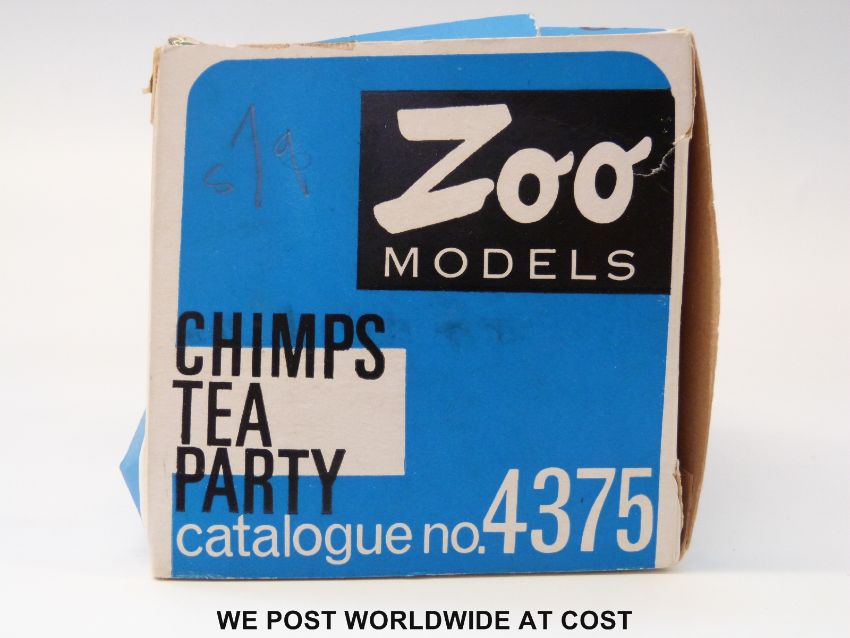 Zoo
MODELS
CHIMPS
TEA
PARTY
catalogue no. 4375
WE POST WORLDWIDE AT COST